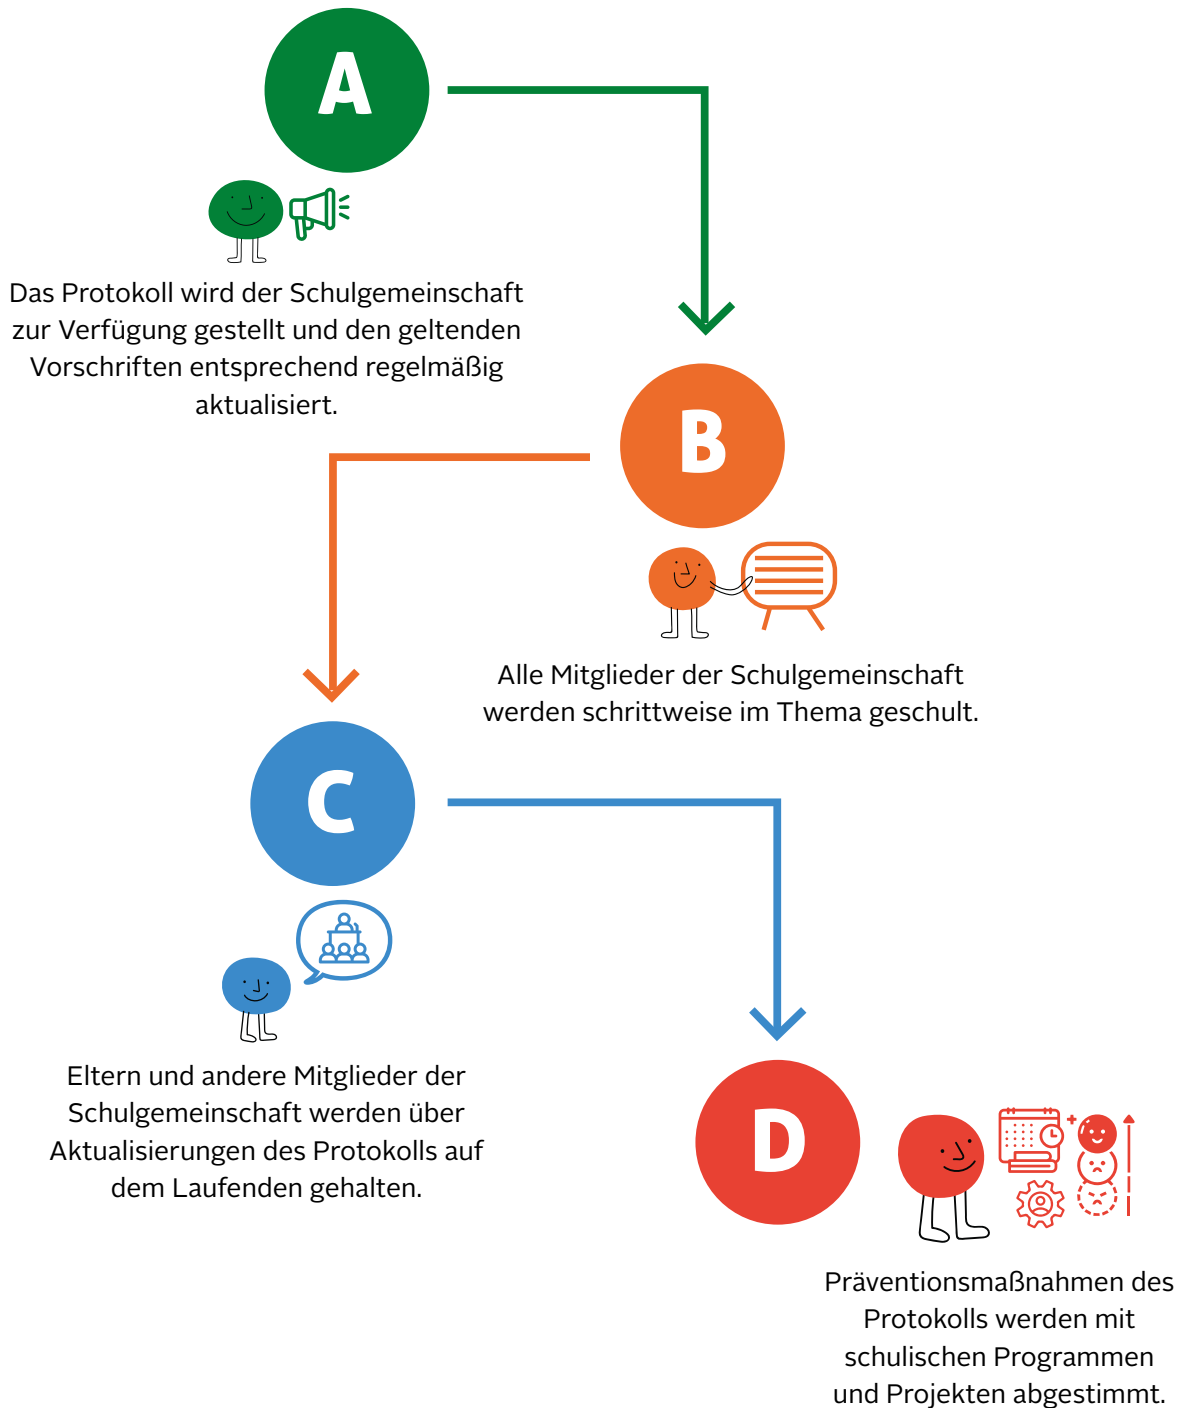 A
Das Protokoll wird der Schulgemeinschaft
zur Verfügung gestellt und den geltenden
Vorschriften entsprechend regelmäßig
aktualisiert.
B
Alle Mitglieder der Schulgemeinschaft
werden schrittweise im Thema geschult.
C
Eltern und andere Mitglieder der
Schulgemeinschaft werden über
Aktualisierungen des Protokolls auf
dem Laufenden gehalten.
D
Präventionsmaßnahmen des
Protokolls werden mit
schulischen Programmen
und Projekten abgestimmt.